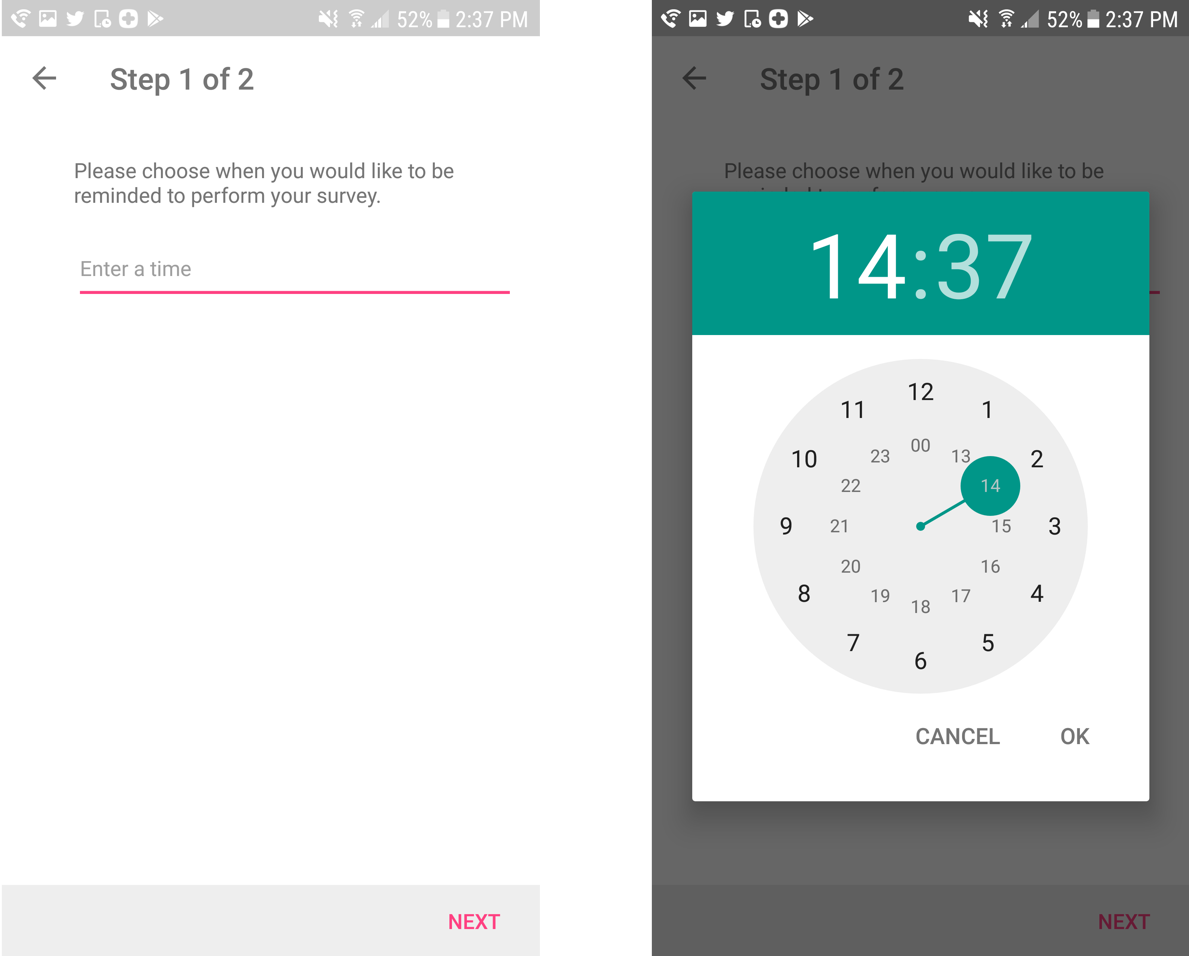 52% 2:37 PM
Step 1 of 2
Please choose when you would like to be
reminded to perform your survey.
Enter a time
NEXT
52% 2:37 PM
Step 1 of 2
Please choose when you would like to be
14:37
12
11
1
10
2
00
23
13
22
14
9
21
15
3
20
16
8
19
17
4
18
7
5
6
CANCEL OK
NEXT